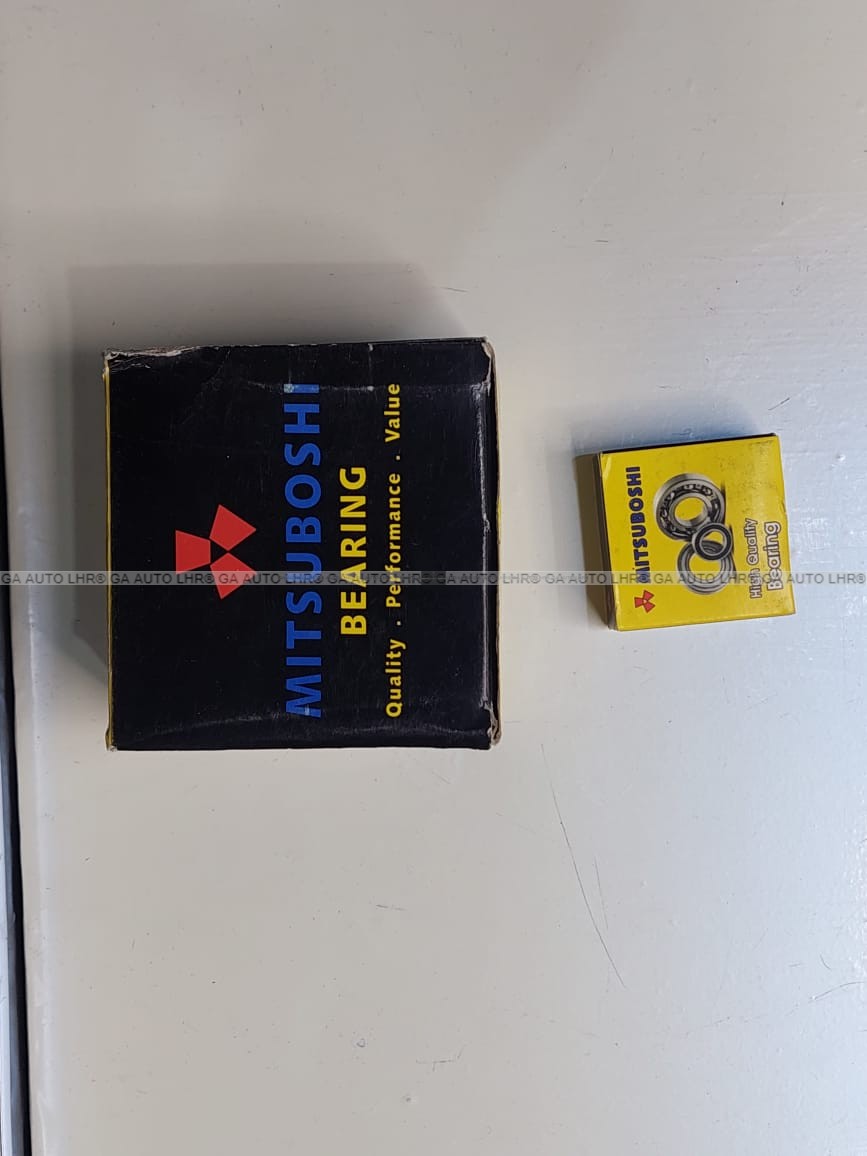 MITSUBOSHI
BEARING
Quality . Performance . Value
MITSUBOSHI
High Quality
Bearing
GA AUTO LHR® GA AUTO LHR® GA AUTO LHR® GA AUTO LHR® GA AUTO LHR® GA AUTO LHR® GA AUTO LHR® GA AUTO LHR®